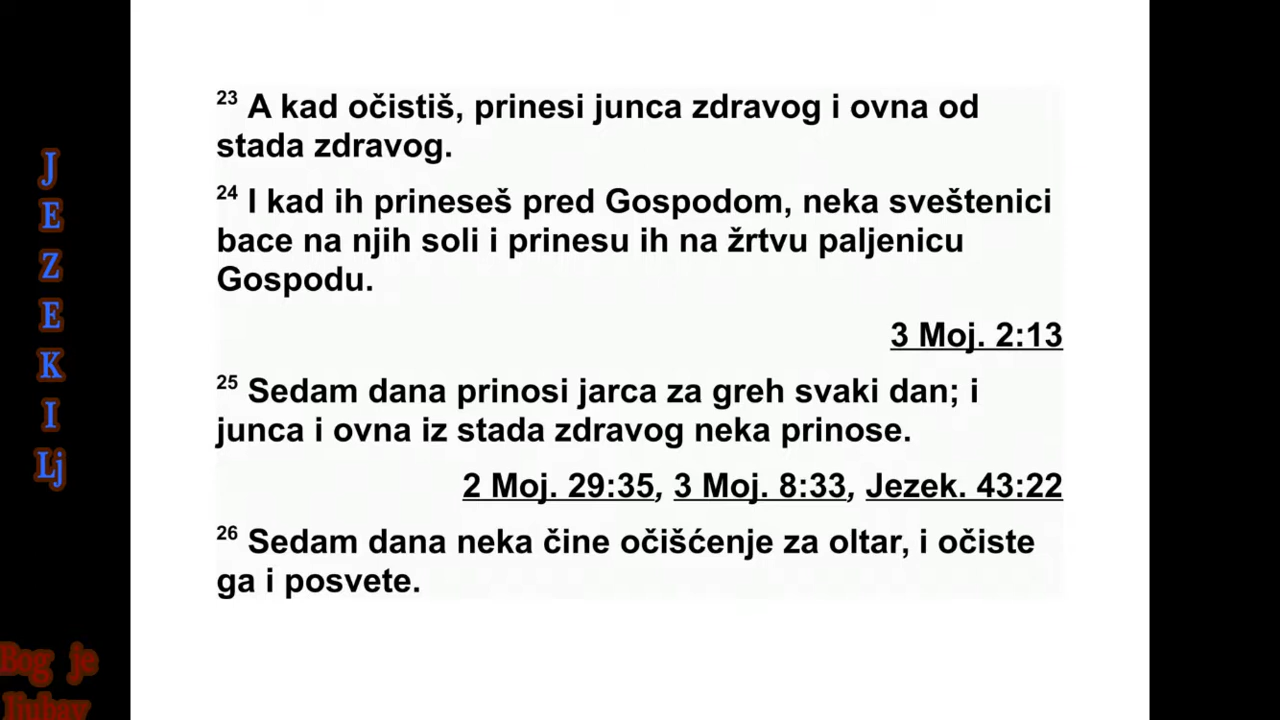 J
E
Z
E
K
I
Lj
Bog je
ljubav
23 A kad očistiš, prinesi junca zdravog i ovna od
stada zdravog.
24 I kad ih prineseš pred Gospodom, neka sveštenici
bace na njih soli i prinesu ih na žrtvu paljenicu
Gospodu.
3 Moj. 2:13
25 Sedam dana prinosi jarca za greh svaki dan; i
junca i ovna iz stada zdravog neka prinose.
2 Moj. 29:35, 3 Moj. 8:33, Jezek. 43:22
26 Sedam dana neka čine očišćenje za oltar, i očiste
ga i posvete.